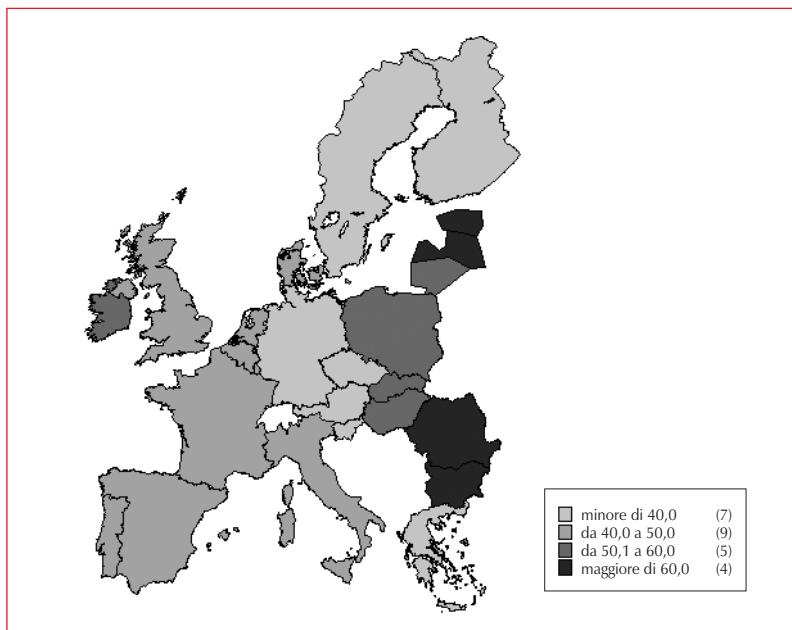 minore di 40,0 (7)
da 40,0 a 50,0 (9)
da 50,1 a 60,0 (5)
maggiore di 60,0 (4)